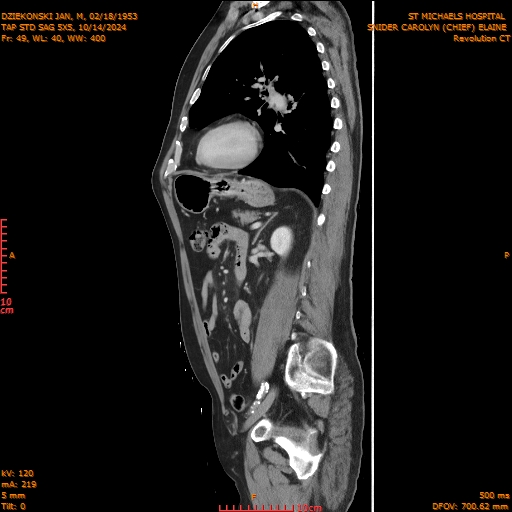 DZIEKONSKI JAN, M, 02/18/1953
TAP STD SAG 5X5, 10/14/2024
Fr: 49, WL: 40, WW: 400
ST MICHAELS HOSPITAL
SNIDER CAROLYN (CHIEF) ELAINE
Revolution CT
A
P
10
cm
10cm
F
kV: 120
mA: 219
5 mm
Tilt: 0
500 ms
DFOV: 700.62 mm